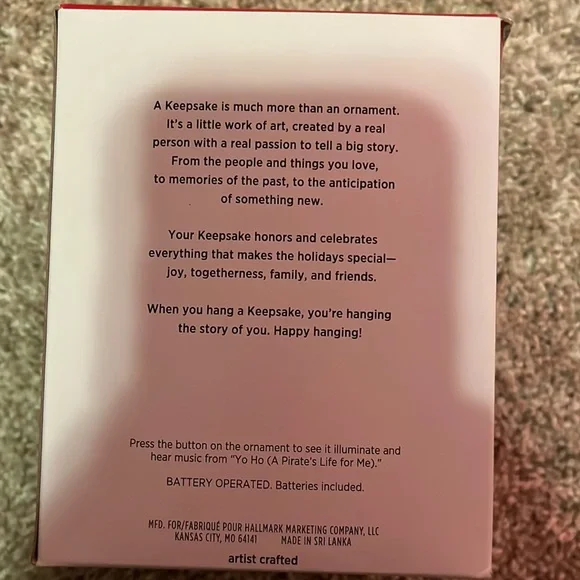 A Keepsake is much more than an ornament.
It's a little work of art, created by a real
person with a real passion to tell a big story.
From the people and things you love,
to memories of the past, to the anticipation
of something new.
Your Keepsake honors and celebrates
everything that makes the holidays special—
joy, togetherness, family, and friends.
When you hang a Keepsake, you're hanging
the story of you. Happy hanging!
Press the button on the ornament to see it illuminate and
hear music from "Yo Ho (A Pirate's Life for Me)."
BATTERY OPERATED. Batteries included.
MFD. FOR/FABRIQUÉ POUR HALLMARK MARKETING COMPANY, LLC
KANSAS CITY, MO 64141 MADE IN SRI LANKA
artist crafted